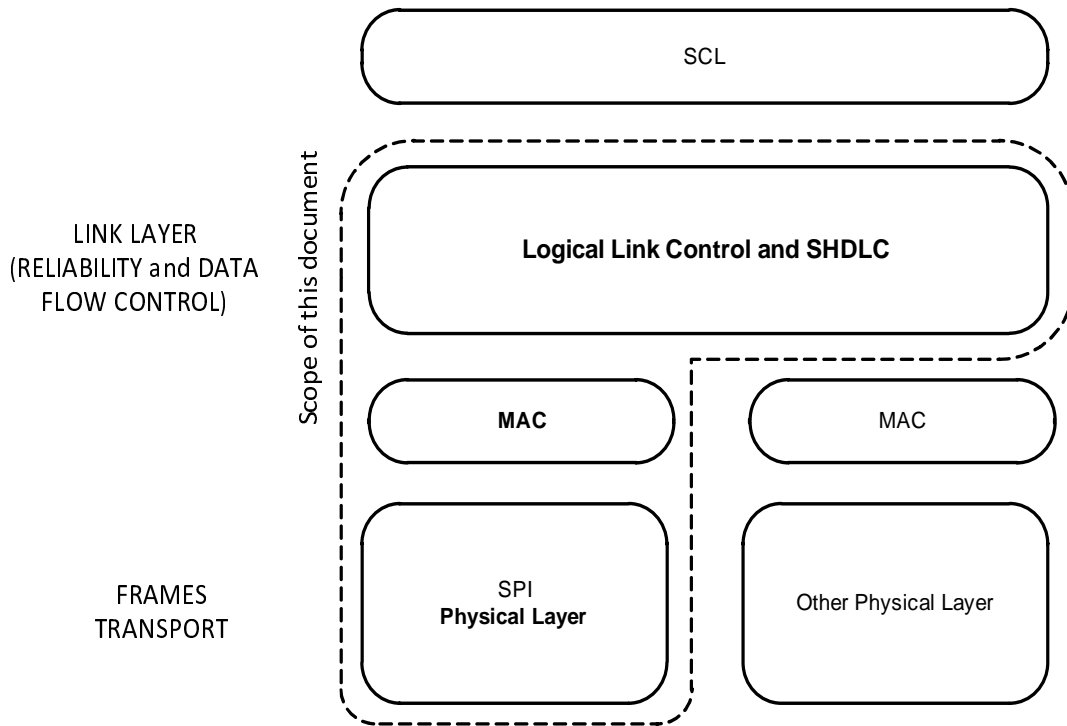 SCL
Scope of this document
LINK LAYER
(RELIABILITY and DATA
FLOW CONTROL)
Logical Link Control and SHDLC
MAC
MAC
FRAMES
TRANSPORT
SPI
Physical Layer
Other Physical Layer